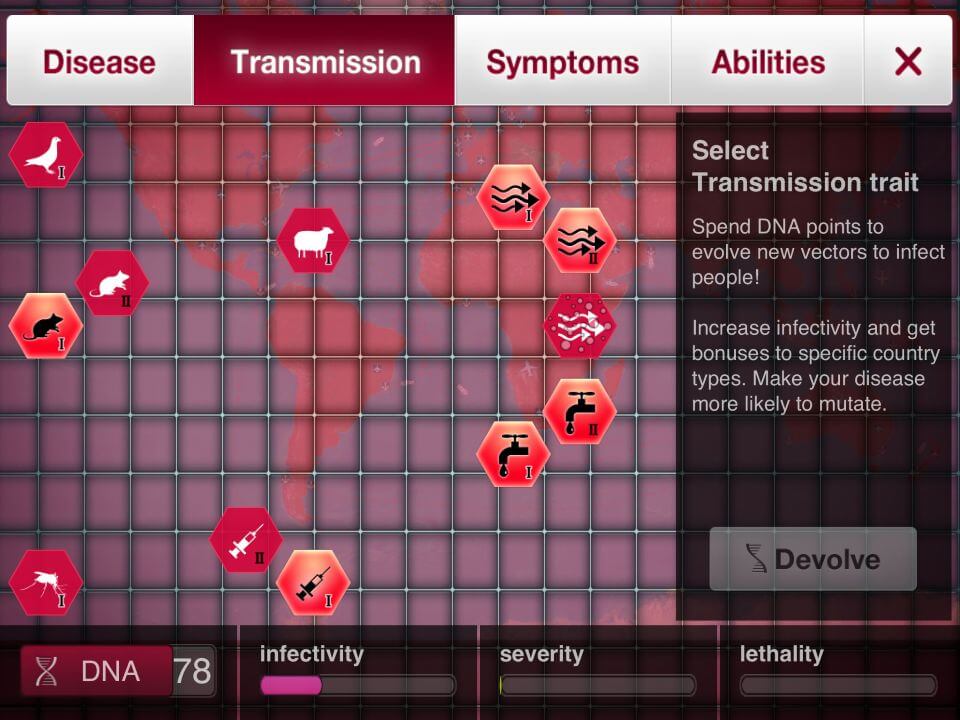 Disease
Transmission
Symptoms
Abilities
X
Select
Transmission trait
Spend DNA points to
evolve new vectors to infect
people!
Increase infectivity and get
bonuses to specific country
types. Make your disease
more likely to mutate.
I
I
II
I
I
II
II
I
II
I
I
Devolve
DNA
78
infectivity
severity
lethality